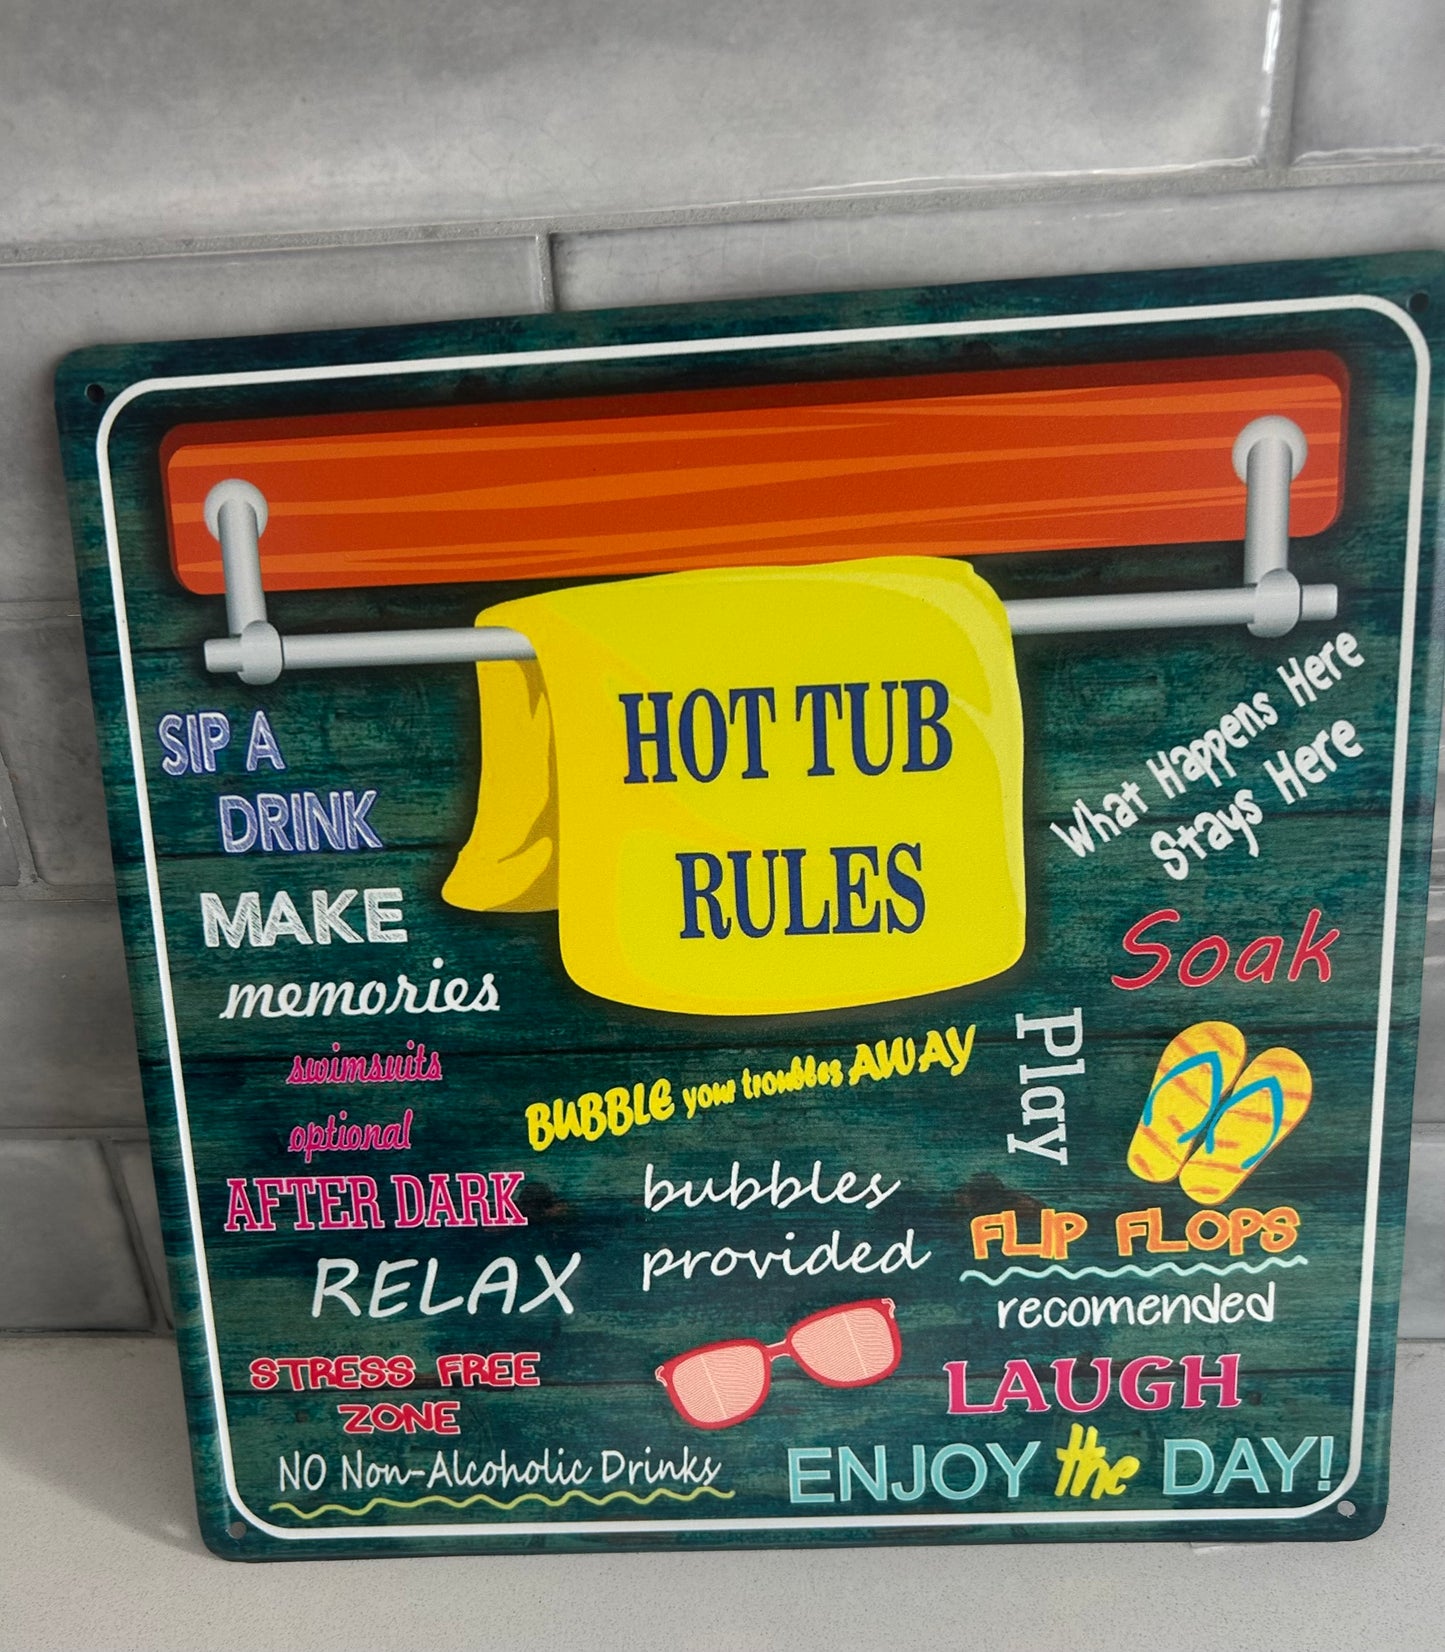 HOT TUB
RULES
SIP A
DRINK
MAKE
memories
swimsuits
optional
AFTER DARK
RELAX
STRESS FREE
ZONE
NO Non-Alcoholic Drinks
BUBBLE your troubles AWAY
bubbles
provided
What Happens Here
Stays Here
Soak
Play
FLIP FLOPS
recomended
LAUGH
ENJOY the DAY!